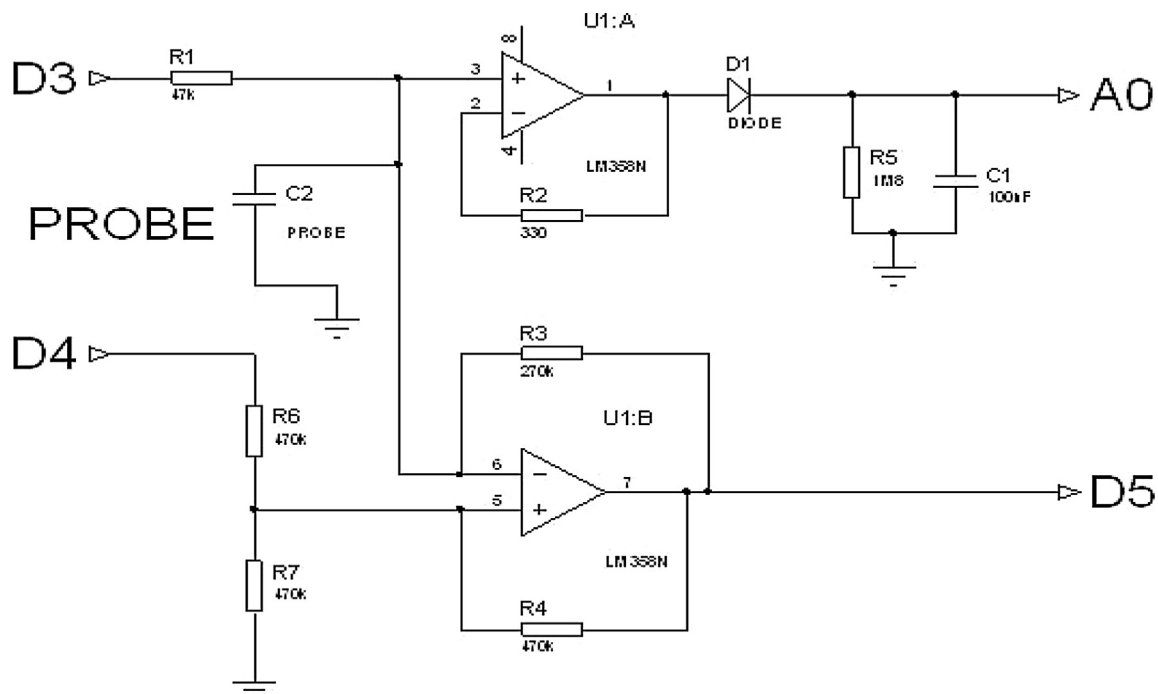 U1:A
D3
R1
47k
8
3
+
2
−
1
4
LM358N
D1
DIODE
A0
R5
1M8
C1
100nF
R2
330
PROBE
C2
PROBE
D4
R3
270k
R6
470k
U1:B
6
−
5
+
7
LM358N
D5
R7
470k
R4
470k